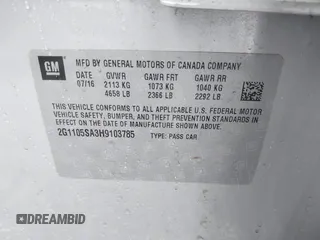 GM
MFD BY GENERAL MOTORS OF CANADA COMPANY
DATE GVWR GAWR FRT GAWR RR
07/16 2113 KG 1073 KG 1040 KG
4658 LB 2366 LB 2292 LB
THIS VEHICLE CONFORMS TO ALL APPLICABLE U.S. FEDERAL MOTOR
VEHICLE SAFETY, BUMPER, AND THEFT PREVENTION STANDARDS IN
EFFECT ON THE DATE OF MANUFACTURE SHOWN ABOVE.
2G1105SA3H9103785 TYPE: PASS CAR
DREAMBID